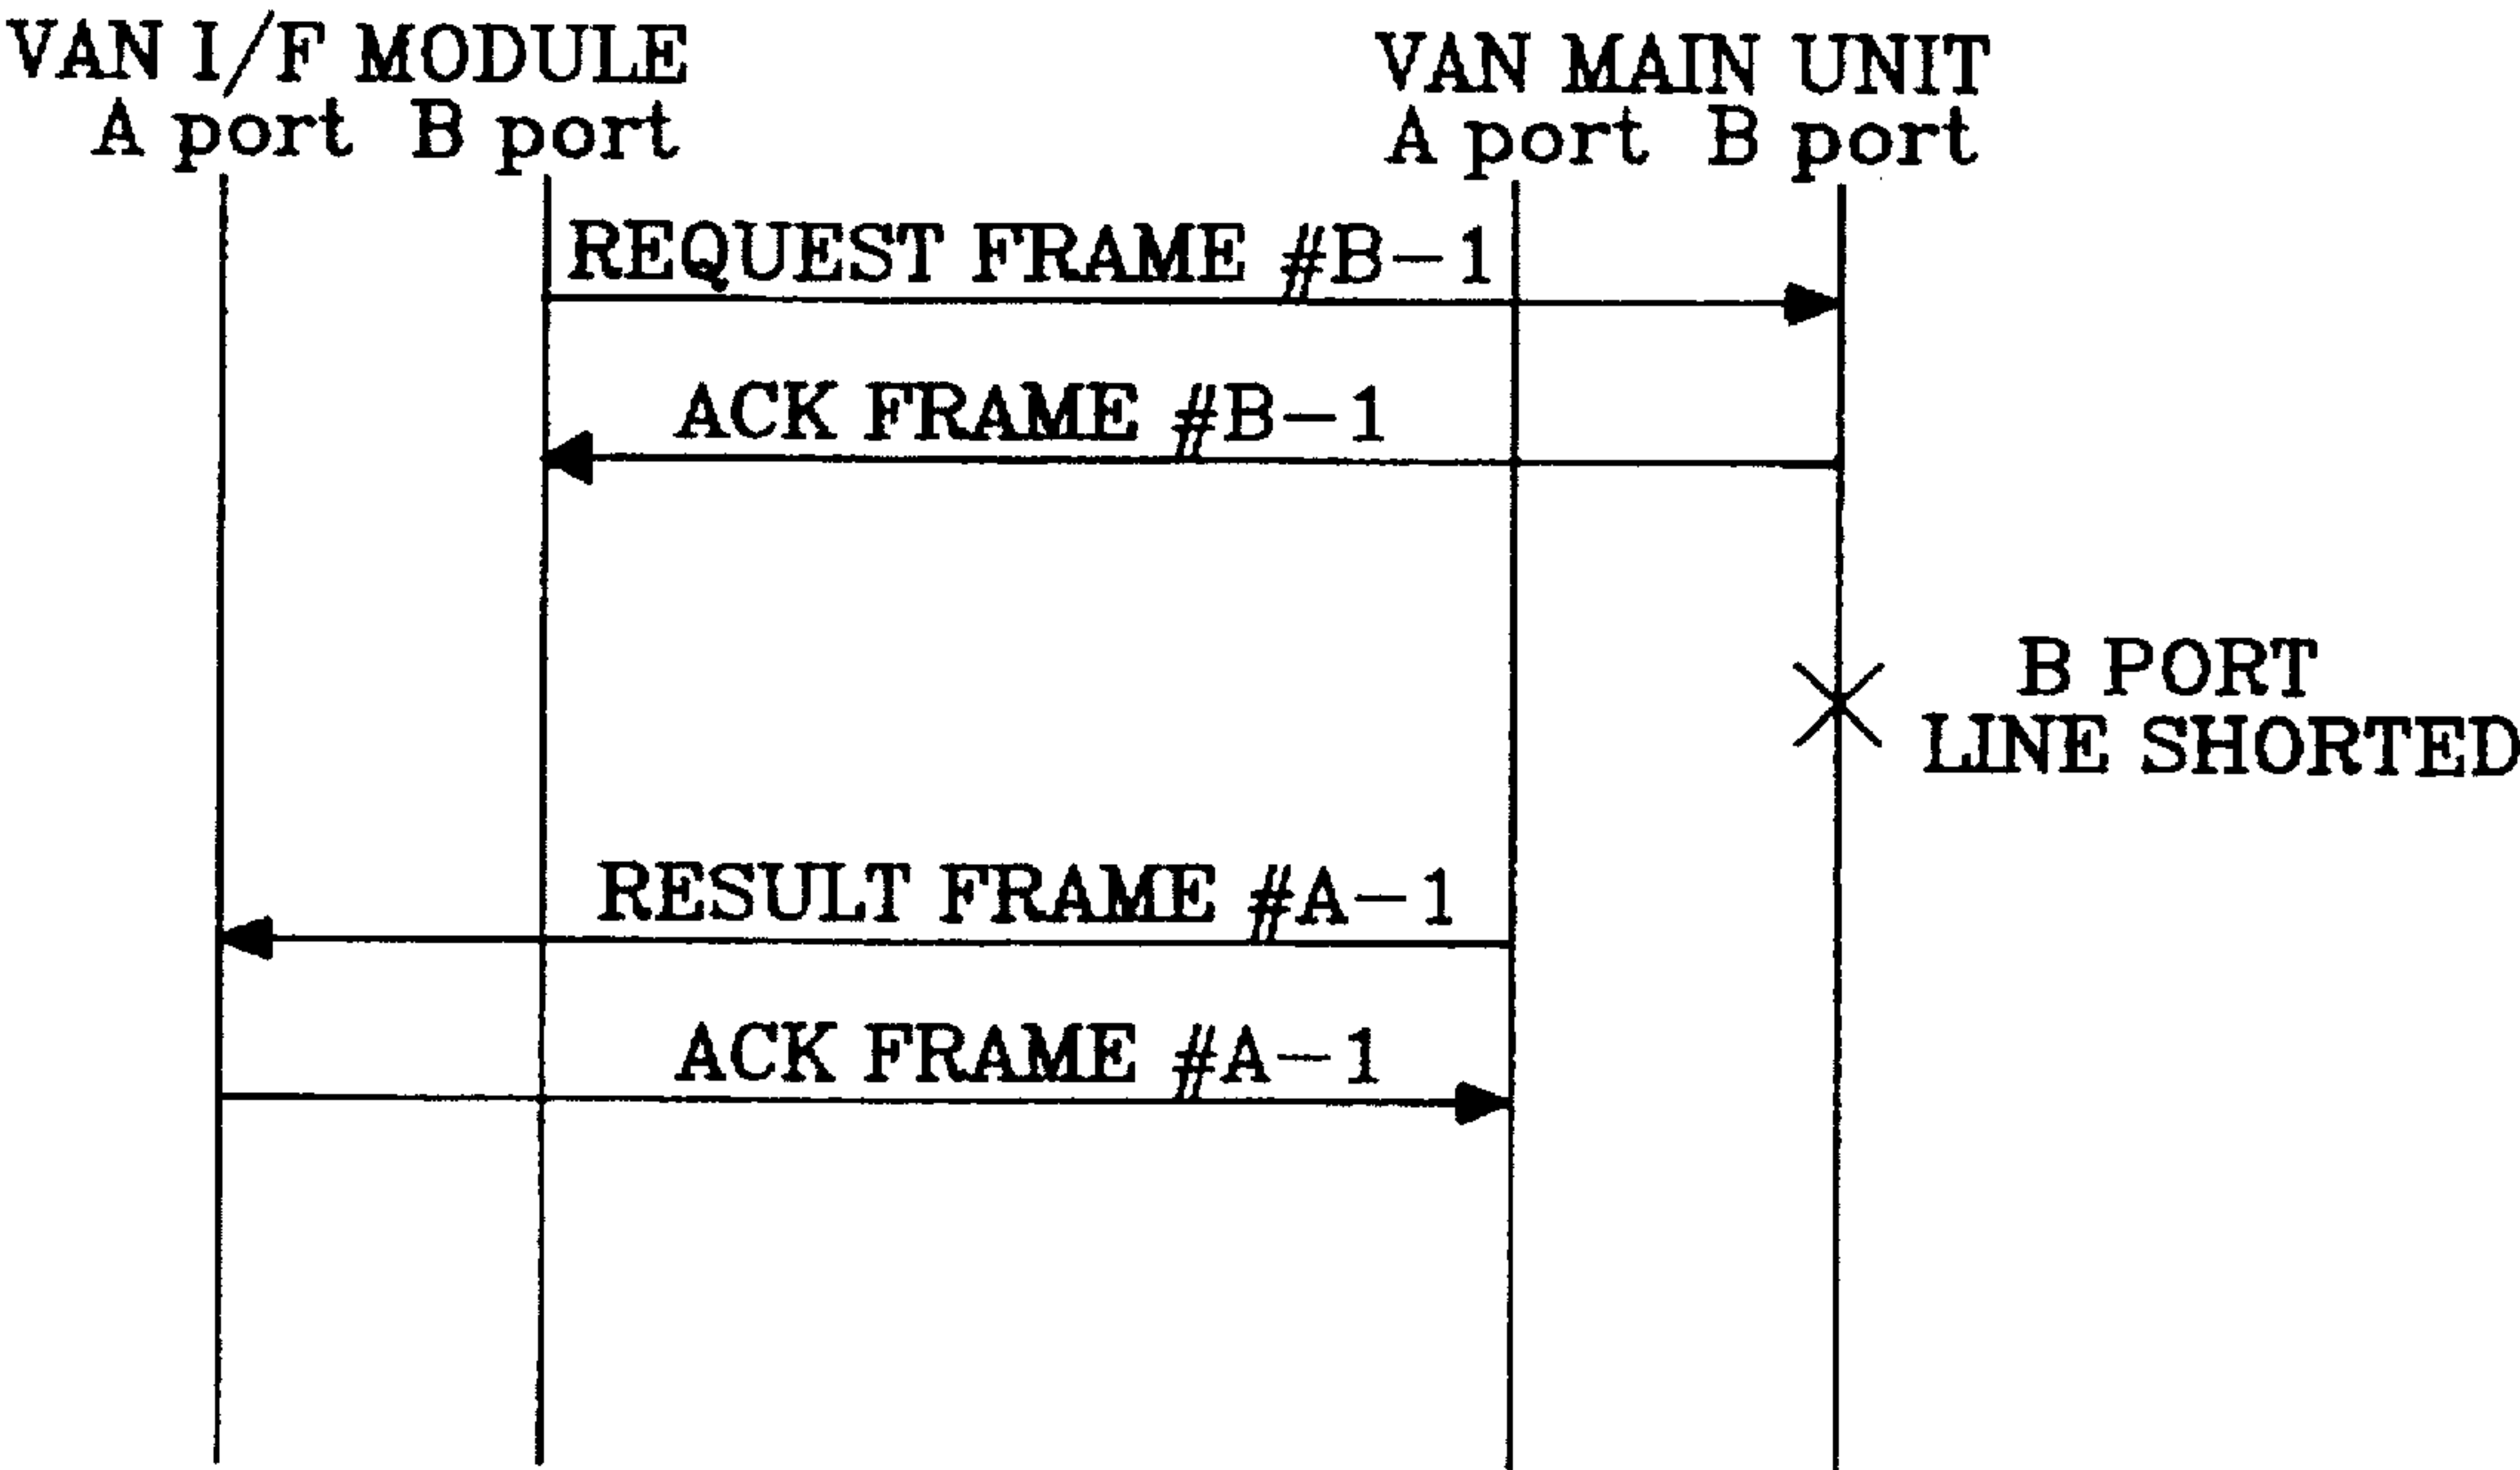 VAN I/F MODULE
A port B port
VAN MAIN UNIT
A port B port
REQUEST FRAME #B-1
ACK FRAME #B-1
B PORT
LINE SHORTED
RESULT FRAME #A-1
ACK FRAME #A-1